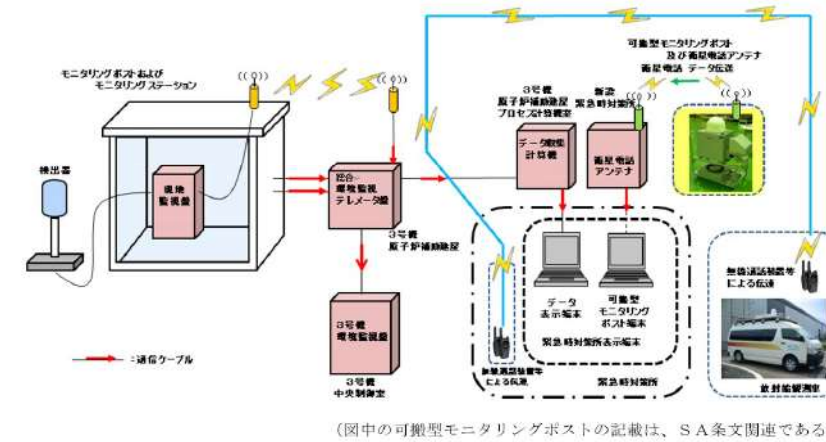 モニタリングポストおよび
モニタリングステーション
検出器
現地
監視盤
総合
環境監視
テレメータ盤
3号機
原子炉補助建屋
3号機
環境監視盤
3号機
中央制御室
:通信ケーブル
3号機
原子炉補助建屋
プロセス計算機室
データ収集
計算機
新設
緊急時対策所
衛星電話
アンテナ
可搬型モニタリングポスト
及び衛星電話アンテナ
衛星電話 データ伝送
データ
表示端末
可搬型
モニタリング
ポスト端末
緊急時対策所表示端末
緊急時対策所
無線通話装置等
による伝達
無線通話装置等
による伝達
放射能観測車
(図中の可搬型モニタリングポストの記載は、SA条文関連である